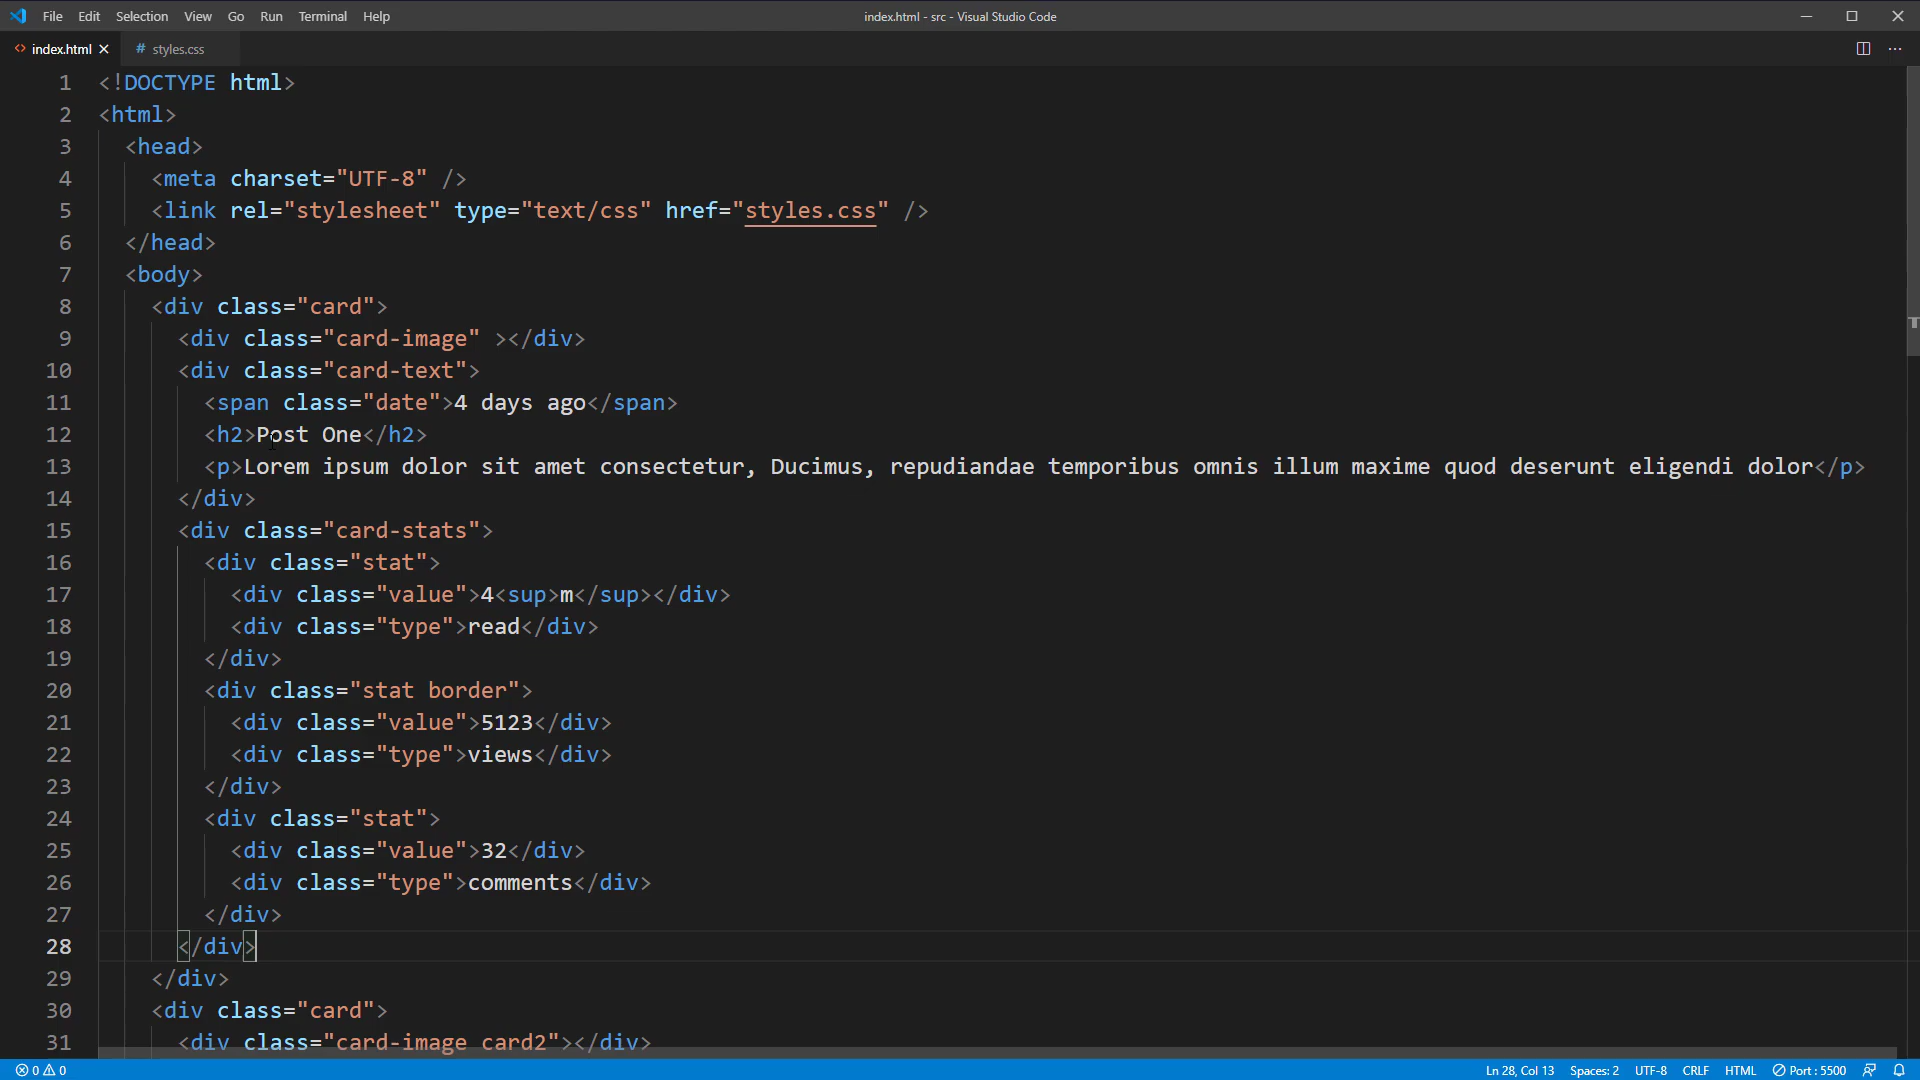 File Edit Selection View Go Run Terminal Help index.html - src - Visual Studio Code
index.html styles.css
1 <!DOCTYPE html>
2 <html>
3 <head>
4 <meta charset="UTF-8" />
5 <link rel="stylesheet" type="text/css" href="styles.css" />
6 </head>
7 <body>
8 <div class="card">
9 <div class="card-image" ></div>
10 <div class="card-text">
11 <span class="date">4 days ago</span>
12 <h2>Post One</h2>
13 <p>Lorem ipsum dolor sit amet consectetur, Ducimus, repudiandae temporibus omnis illum maxime quod deserunt eligendi dolor</p>
14 </div>
15 <div class="card-stats">
16 <div class="stat">
17 <div class="value">4<sup>m</sup></div>
18 <div class="type">read</div>
19 </div>
20 <div class="stat border">
21 <div class="value">5123</div>
22 <div class="type">views</div>
23 </div>
24 <div class="stat">
25 <div class="value">32</div>
26 <div class="type">comments</div>
27 </div>
28 </div>
29 </div>
30 <div class="card">
31 <div class="card-image card2"></div>
0 0 Ln 28, Col 13 Spaces: 2 UTF-8 CRLF HTML Port : 5500